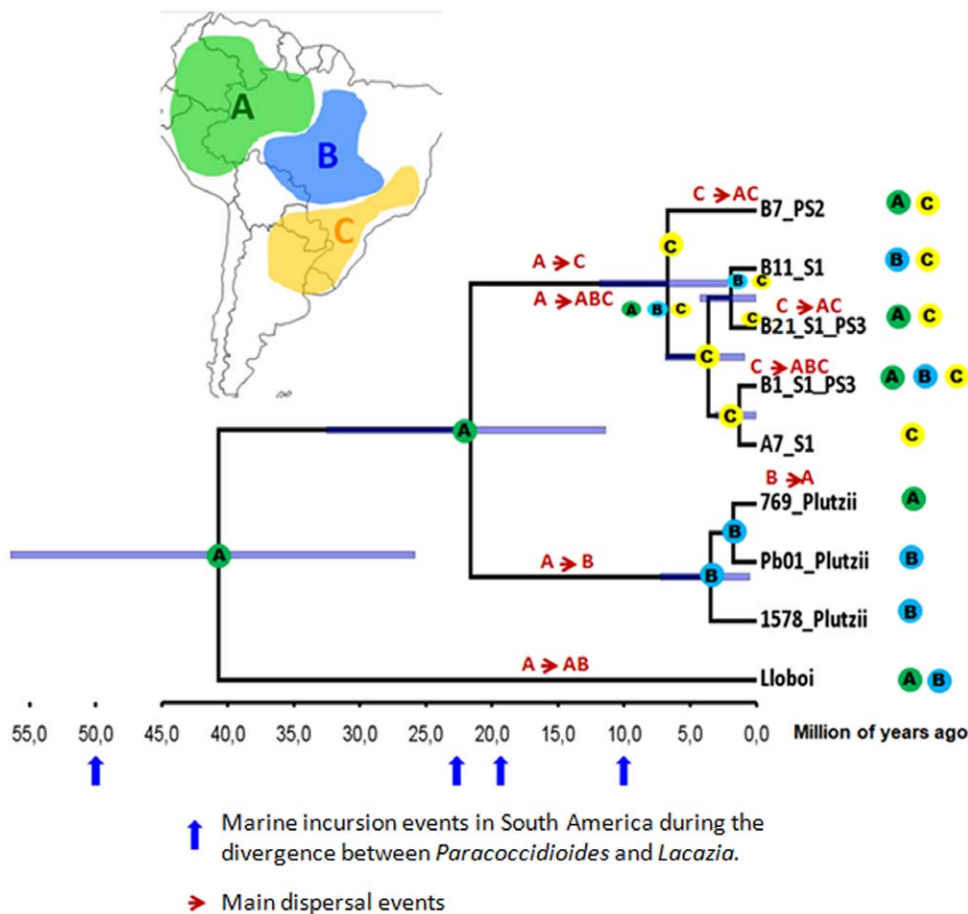 A
B
C
C → AC
B7_PS2
A C
C
A → C
B11_S1
B C
B C
A → ABC
A B C
C → AC
C
B21_S1_PS3
A C
C
C → ABC
B1_S1_PS3
A B C
C
A7_S1
C
A
B → A
769_Plutzii
A
B
A
A → B
B
Pb01_Plutzii
B
1578_Plutzii
B
A → AB
Lloboi
A B
55,0 50,0 45,0 40,0 35,0 30,0 25,0 20,0 15,0 10,0 5,0 0,0 Million of years ago
Marine incursion events in South America during the
divergence between Paracoccidioides and Lacazia.
Main dispersal events